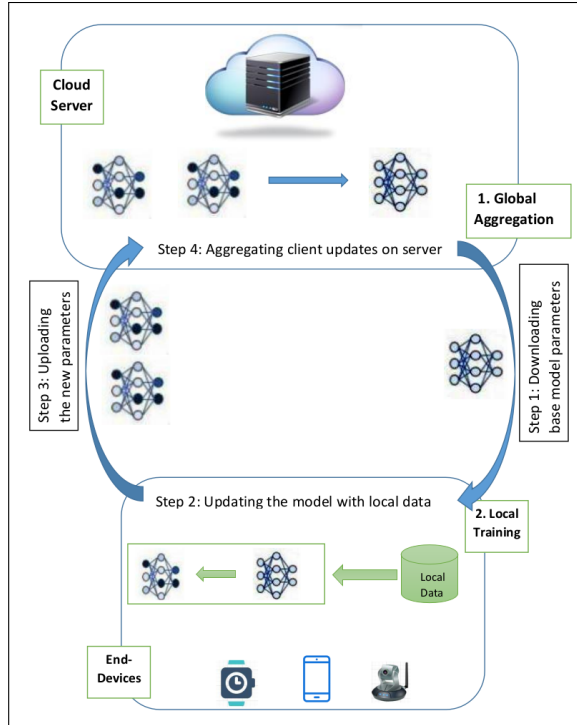 Cloud
Server
1. Global
Aggregation
Step 4: Aggregating client updates on server
Step 3: Uploading
the new parameters
Step 1: Downloading
base model parameters
Step 2: Updating the model with local data
2. Local
Training
Local
Data
End-
Devices